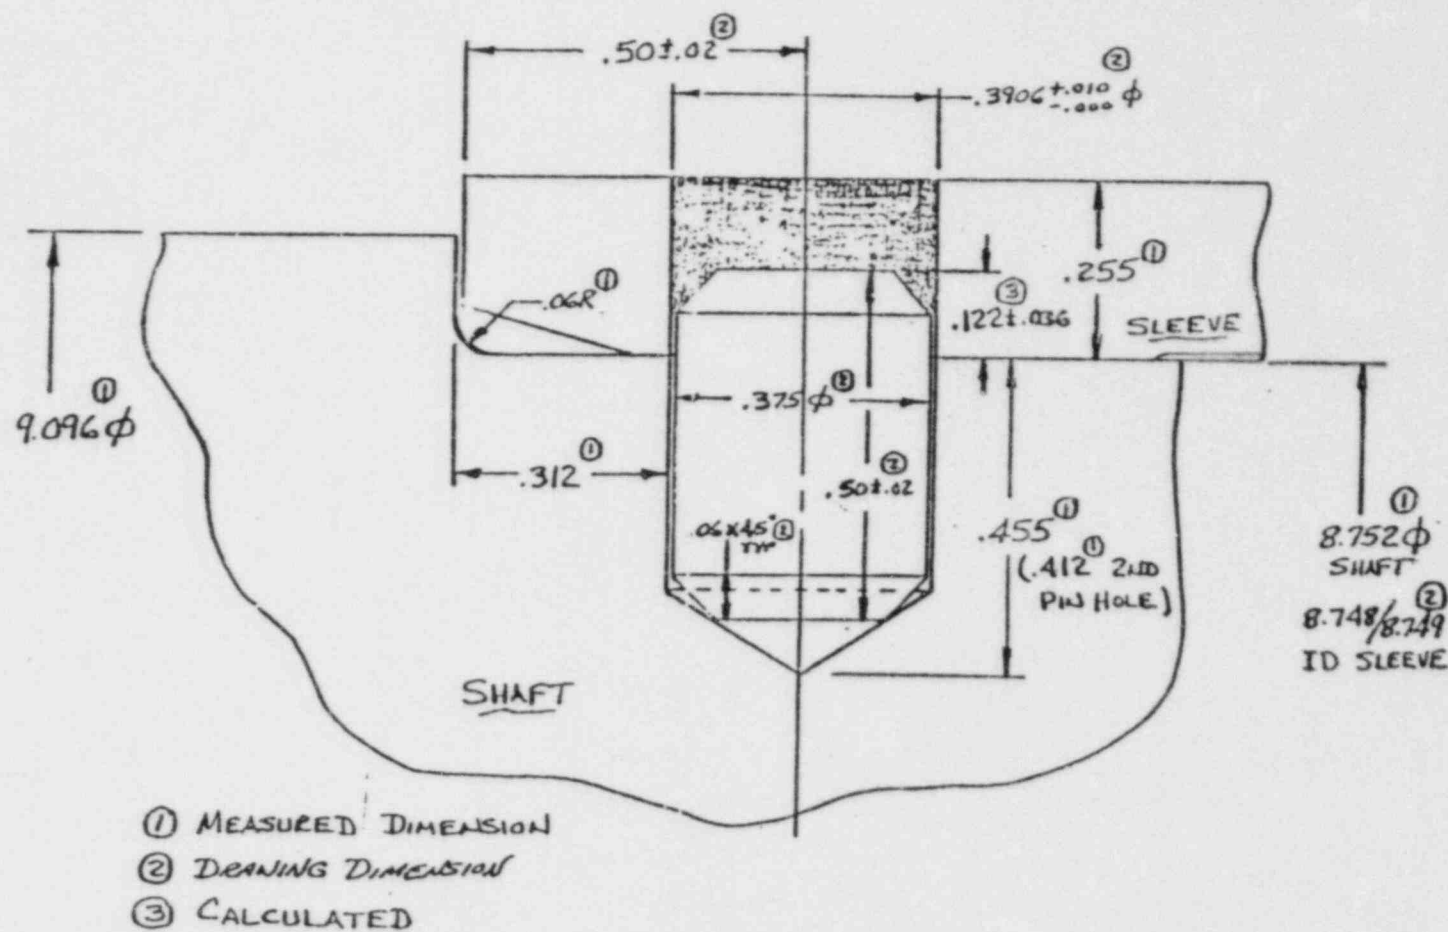 .50±.02 ②
.3906 +.010 -.000 ϕ ②
.06R ①
.255 ①
.122±.036 ③
SLEEVE
9.096ϕ ①
.375ϕ ②
.312 ①
.50±.02 ②
.06x45° ②
TYP
.455 ①
(.412 ① 2ND
PIN HOLE)
8.752ϕ ①
SHAFT
8.748/8.749 ②
ID SLEEVE
SHAFT
① MEASURED DIMENSION
② DRAWING DIMENSION
③ CALCULATED